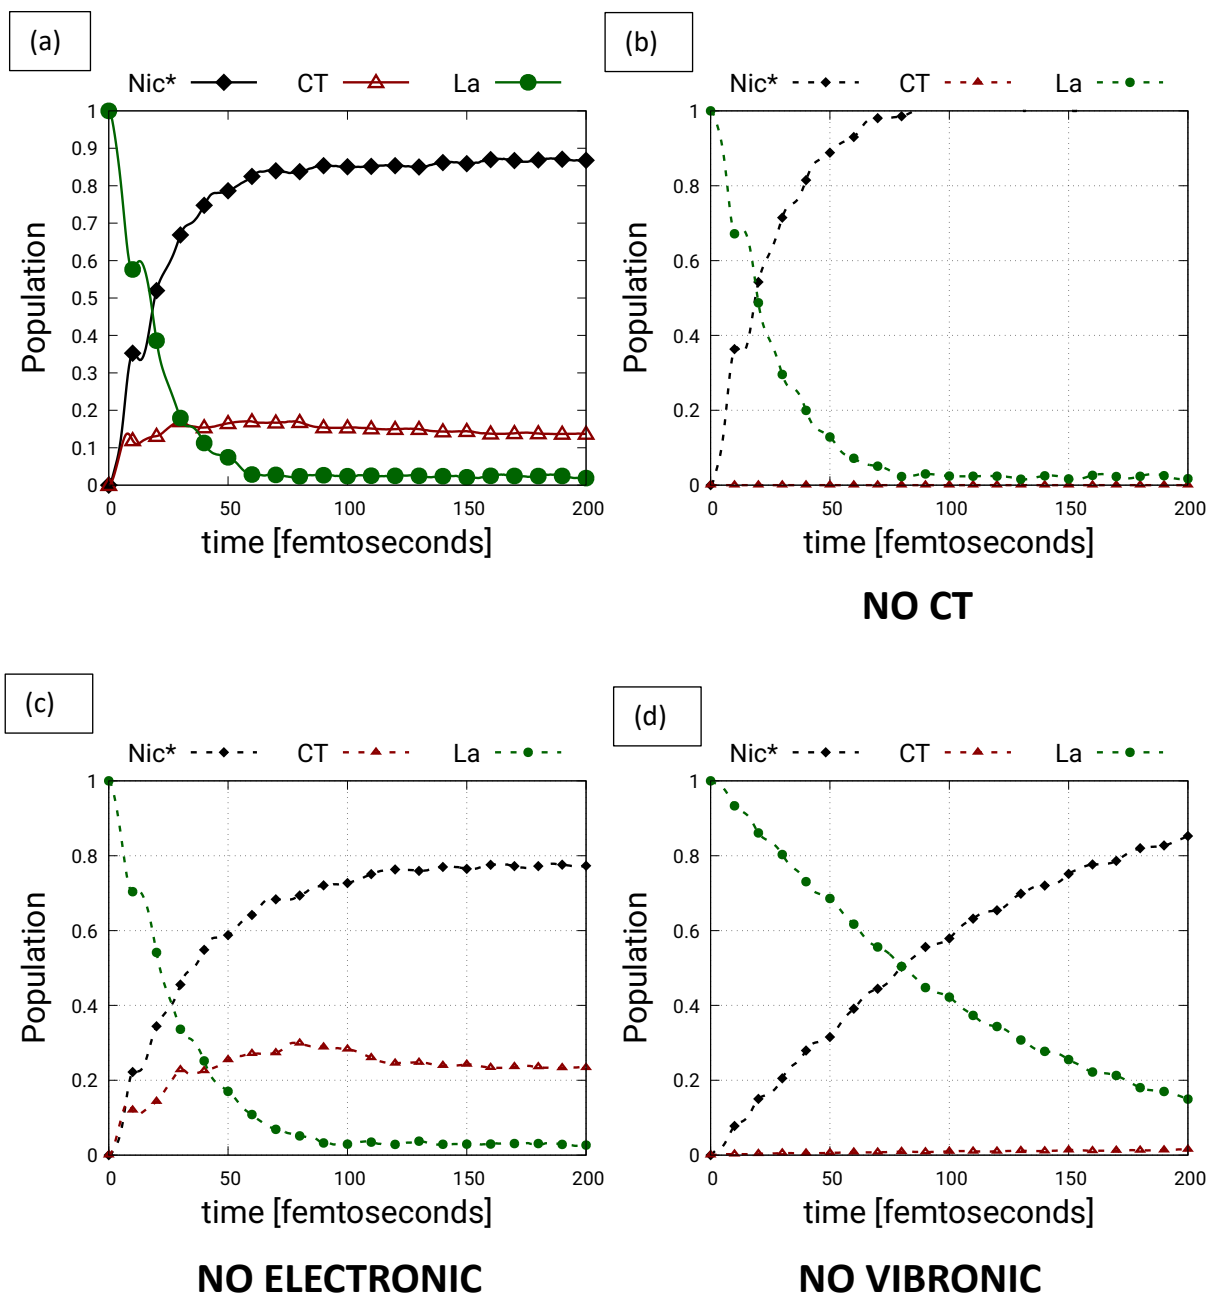 (a)
Nic* CT La
1
0.9
0.8
0.7
0.6
0.5
0.4
0.3
0.2
0.1
0
Population
0 50 100 150 200
time [femtoseconds]
(b)
Nic* CT La
1
0.8
0.6
0.4
0.2
0
Population
0 50 100 150 200
time [femtoseconds]
NO CT
(c)
Nic* CT La
1
0.8
0.6
0.4
0.2
0
Population
0 50 100 150 200
time [femtoseconds]
NO ELECTRONIC
(d)
Nic* CT La
1
0.8
0.6
0.4
0.2
0
Population
0 50 100 150 200
time [femtoseconds]
NO VIBRONIC